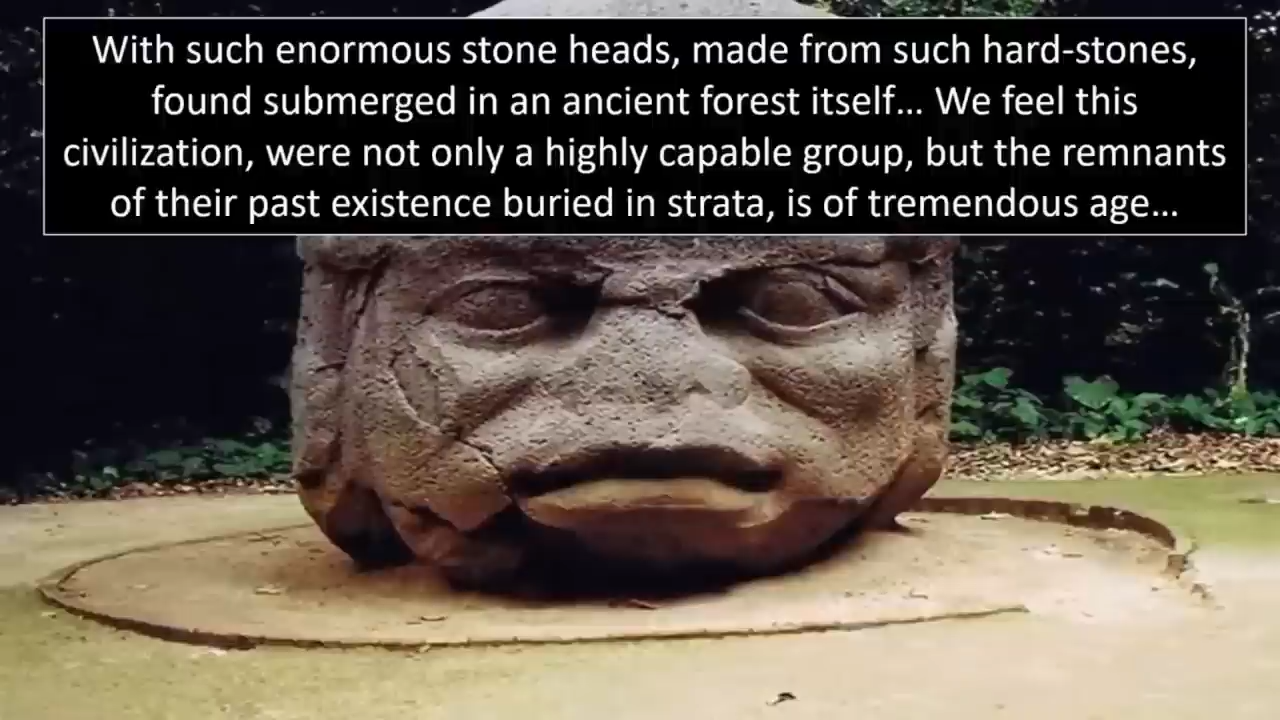 With such enormous stone heads, made from such hard-stones,
found submerged in an ancient forest itself... We feel this
civilization, were not only a highly capable group, but the remnants
of their past existence buried in strata, is of tremendous age...